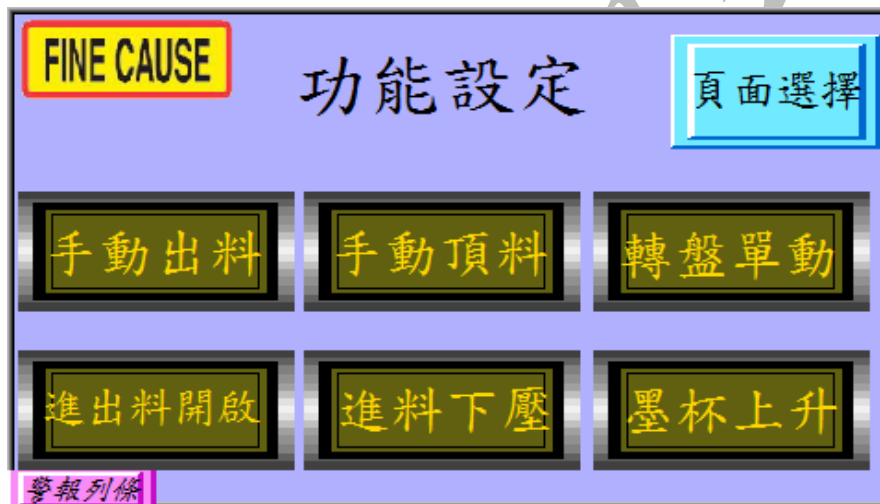 FINE CAUSE
功能設定
頁面選擇
手動出料
手動頂料
轉盤單動
進出料開啟
進料下壓
墨杯上升
警報列條